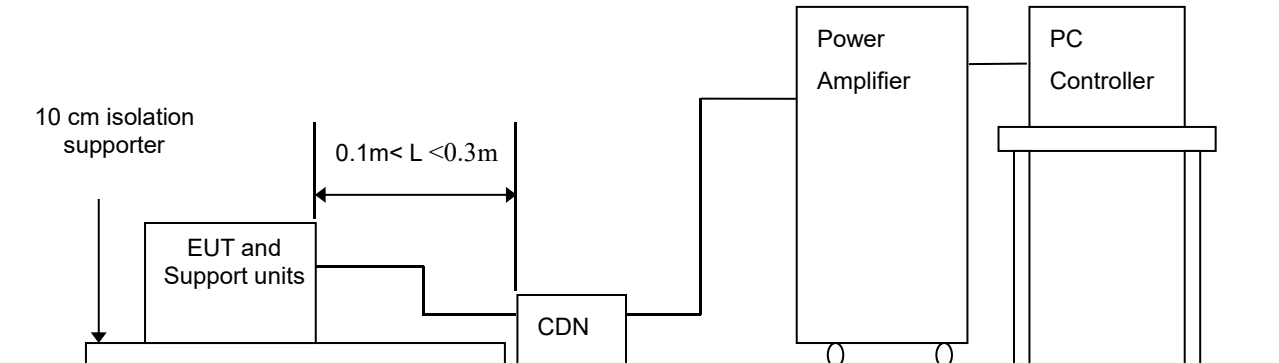 Power
Amplifier
PC
Controller
10 cm isolation
supporter
0.1m< L <0.3m
EUT and
Support units
CDN